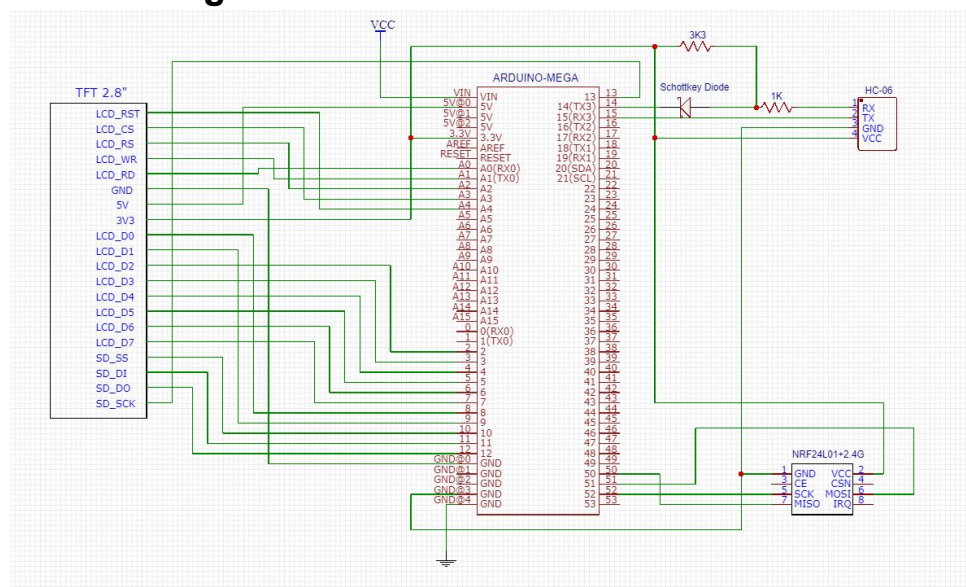 VCC
TFT 2.8"
LCD_RST
LCD_CS
LCD_RS
LCD_WR
LCD_RD
GND
5V
3V3
LCD_D0
LCD_D1
LCD_D2
LCD_D3
LCD_D4
LCD_D5
LCD_D6
LCD_D7
SD_SS
SD_DI
SD_DO
SD_SCK
ARDUINO-MEGA
VIN VIN 13 13
5V@0 5V 14(TX3) 14
5V@1 5V 15(RX3) 15
5V@2 5V 16(TX2) 16
3.3V 3.3V 17(RX2) 17
AREF AREF 18(TX1) 18
RESET RESET 19(RX1) 19
A0 A0(RX0) 20(SDA) 20
A1 A1(TX0) 21(SCL) 21
A2 A2 22 22
A3 A3 23 23
A4 A4 24 24
A5 A5 25 25
A6 A6 26 26
A7 A7 27 27
A8 A8 28 28
A9 A9 29 29
A10 A10 30 30
A11 A11 31 31
A12 A12 32 32
A13 A13 33 33
A14 A14 34 34
A15 A15 35 35
0 0(RX0) 36 36
1 1(TX0) 37 37
2 2 38 38
3 3 39 39
4 4 40 40
5 5 41 41
6 6 42 42
7 7 43 43
8 8 44 44
9 9 45 45
10 10 46 46
11 11 47 47
12 12 48 48
GND@0 GND 49 49
GND@1 GND 50 50
GND@2 GND 51 51
GND@3 GND 52 52
GND@4 GND 53 53
3K3
Schottkey Diode
1K
HC-06
1 RX
2 TX
3 GND
4 VCC
NRF24L01+2.4G
1 GND VCC 2
3 CE CSN 4
5 SCK MOSI 6
7 MISO IRQ 8